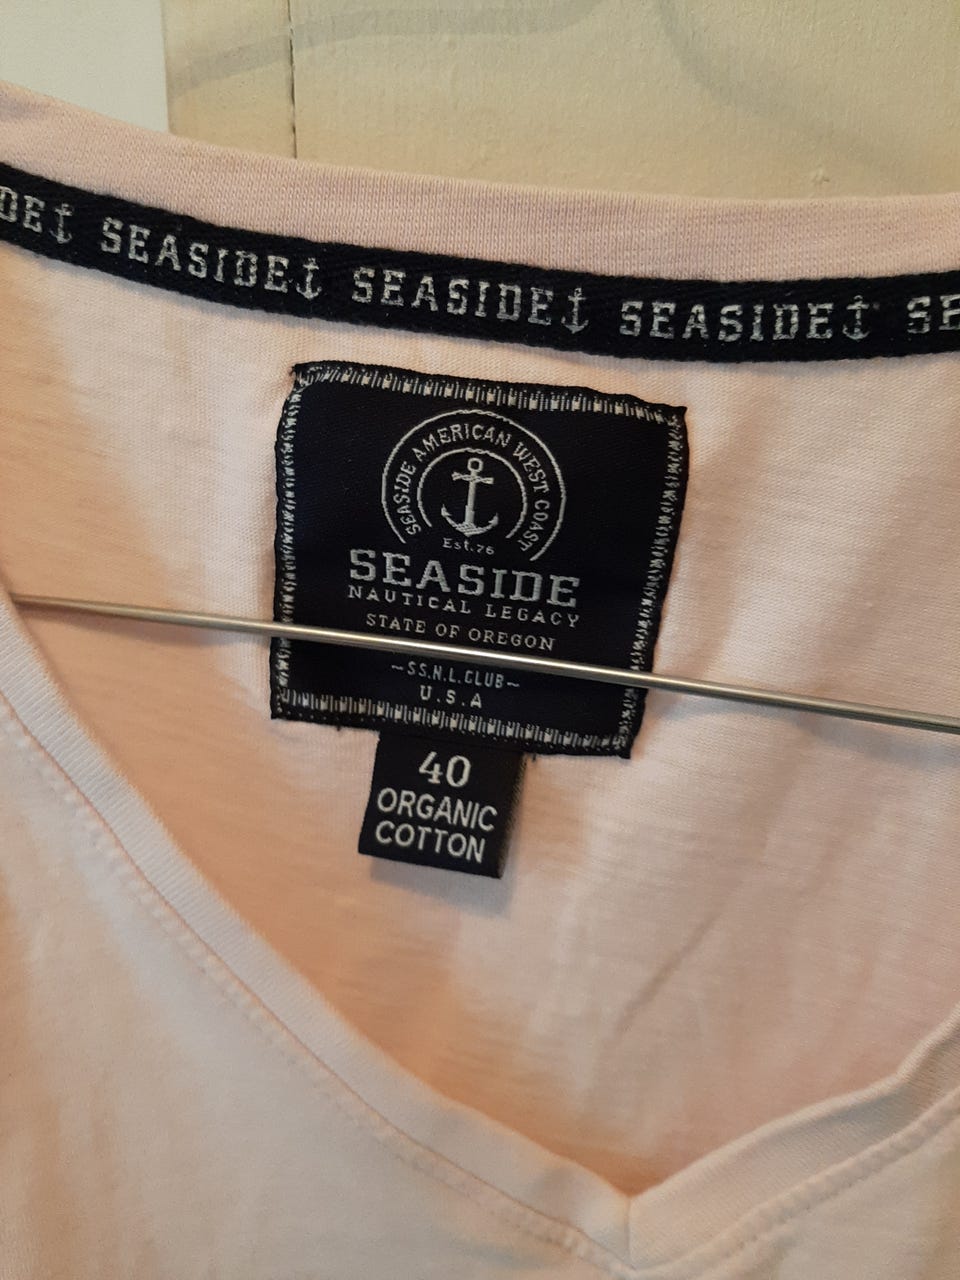 DE SEASIDE SEASIDE SEASIDE SE
SEASIDE AMERICAN WEST COAST
Est.76
SEASIDE
NAUTICAL LEGACY
STATE OF OREGON
~SS.N.L.CLUB~
U.S.A
40
ORGANIC
COTTON